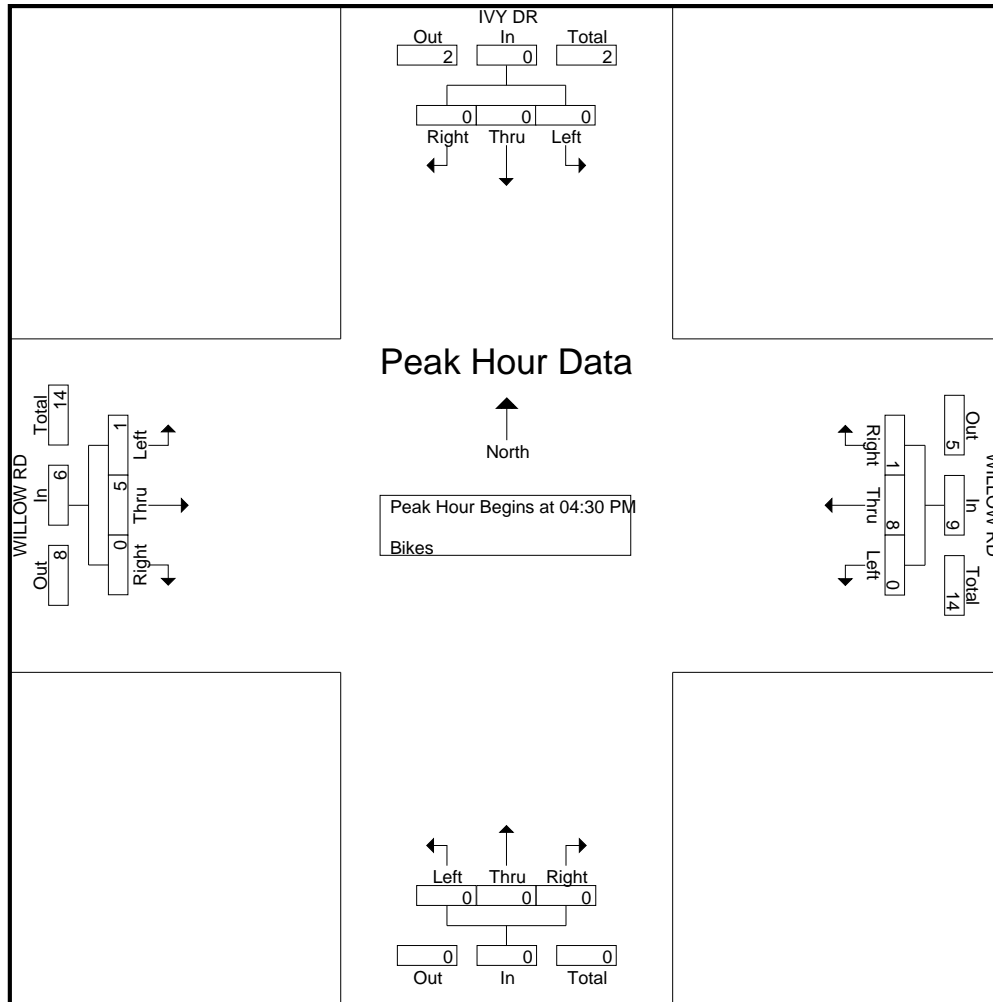 IVY DR
Out In Total
2 0 2
0 0 0
Right Thru Left
Peak Hour Data
North
Peak Hour Begins at 04:30 PM
Bikes
WILLOW RD
Total In Out
14 6 8
1 5 0
Left Thru Right
WILLOW RD
Out In Total
5 9 14
1 8 0
Right Thru Left
Left Thru Right
0 0 0
0 0 0
Out In Total